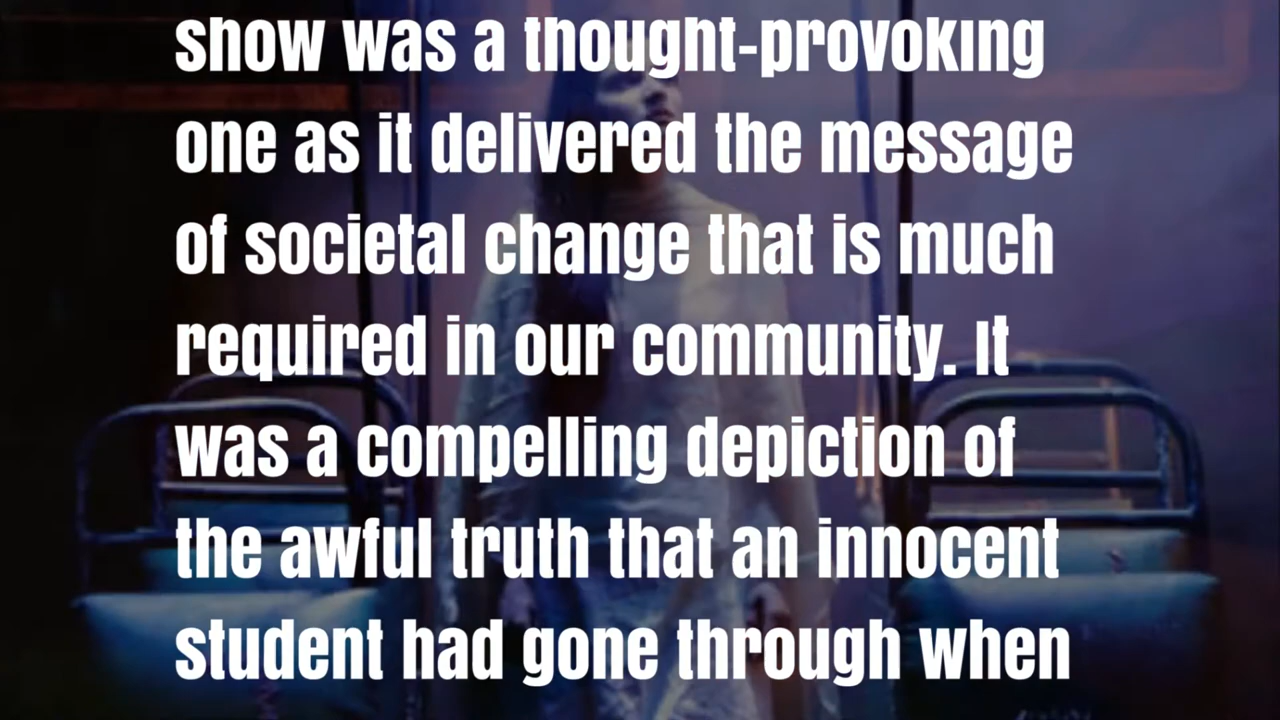 show was a thought-provoking
one as it delivered the message
of societal change that is much
required in our community. It
was a compelling depiction of
the awful truth that an innocent
student had gone through when